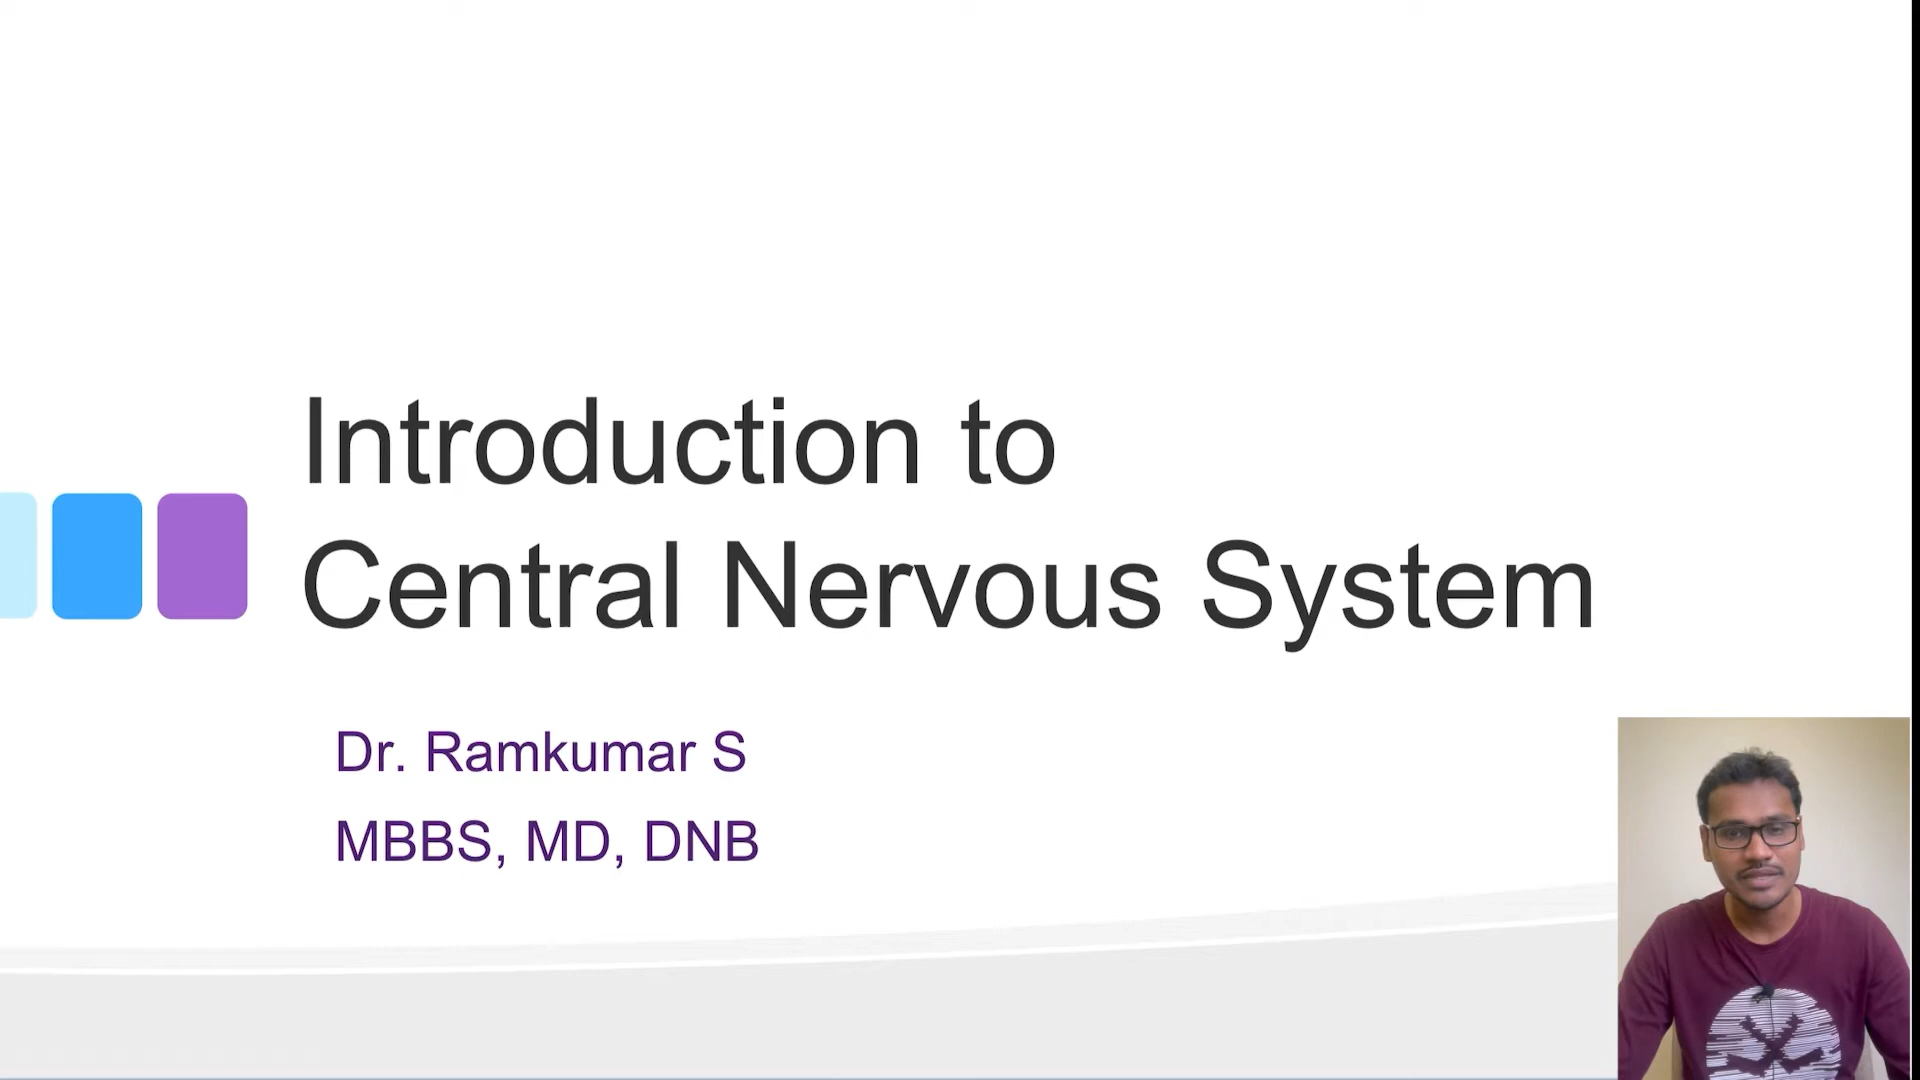 Introduction to
Central Nervous System
Dr. Ramkumar S
MBBS, MD, DNB